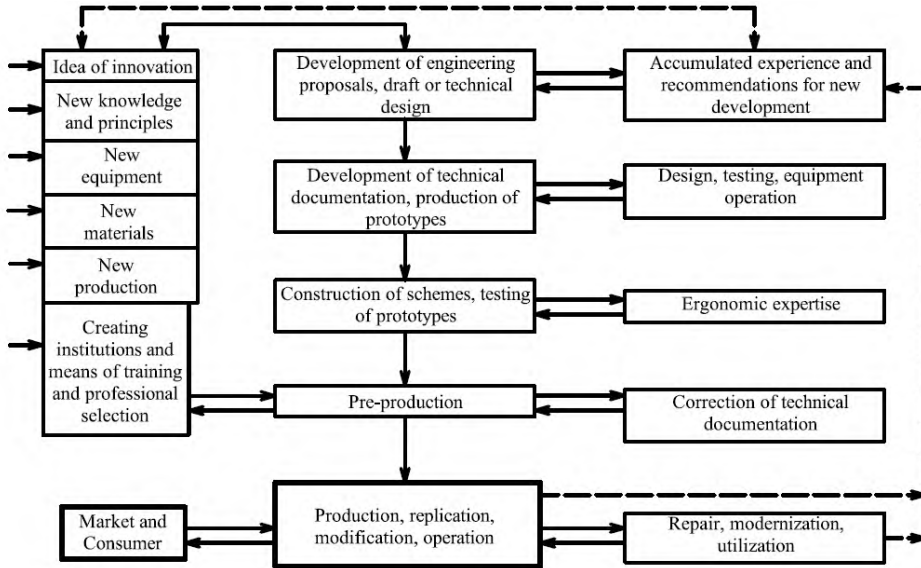 Idea of innovation
New knowledge
and principles
New
equipment
New
materials
New
production
Creating
institutions and
means of training
and professional
selection
Market and
Consumer
Development of engineering
proposals, draft or technical
design
Development of technical
documentation, production of
prototypes
Construction of schemes, testing
of prototypes
Pre-production
Production, replication,
modification, operation
Accumulated experience and
recommendations for new
development
Design, testing, equipment
operation
Ergonomic expertise
Correction of technical
documentation
Repair, modernization,
utilization